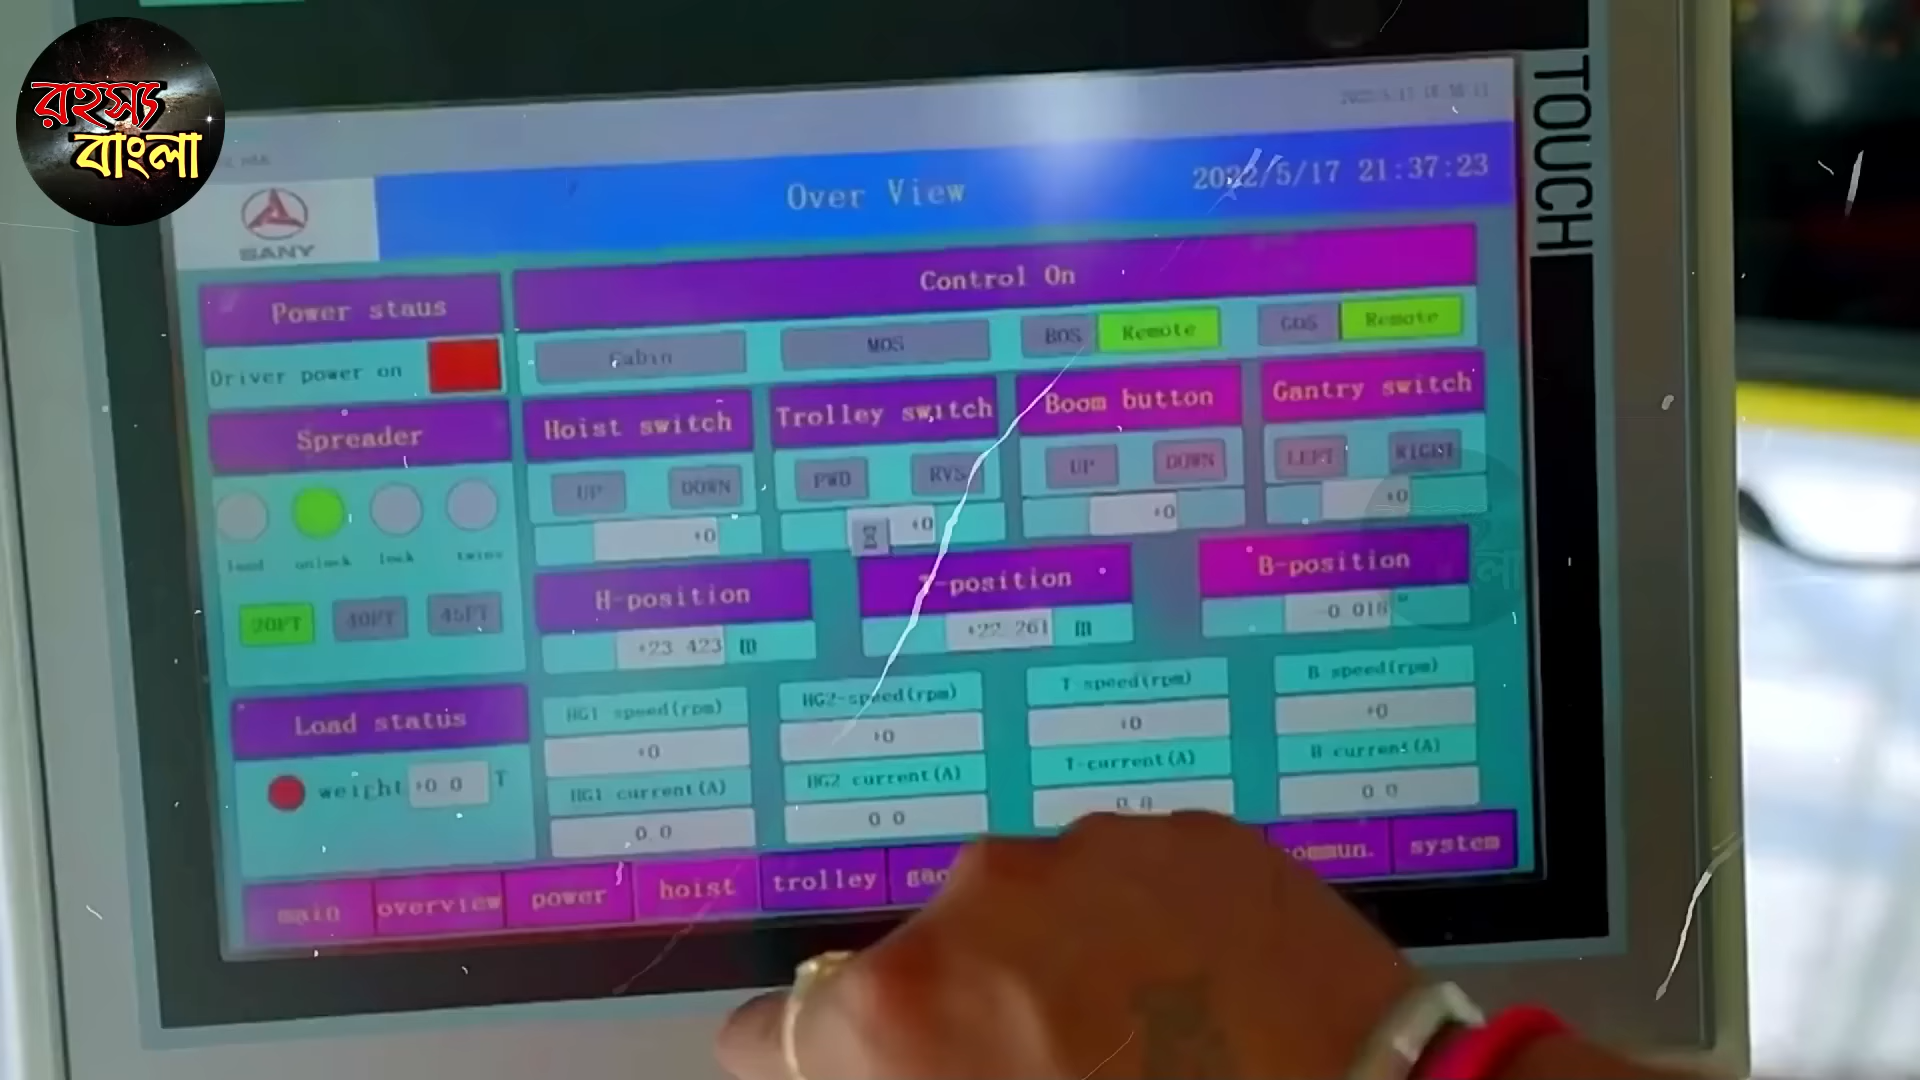 রহস্য
বাংলা
TOUCH
SANY
Over View
2022/5/17 21:37:23
Power staus
Control On
Driver power on
Cabin
MOS
BOS
Remote
GOS
Remote
Spreader
Hoist switch
Trolley switch
Boom button
Gantry switch
UP
DOWN
FWD
RVS
UP
DOWN
LEFT
RIGHT
+0
+0
+0
+0
unlock
lock
twins
20FT
40FT
45FT
H-position
-position
B-position
+23 423 m
+22 261 m
-0 018 °
Load status
HG1 speed(rpm)
HG2-speed(rpm)
T speed(rpm)
B speed(rpm)
+0
+0
+0
+0
weight +0 0 T
HG1 current(A)
HG2 current(A)
T-current(A)
B current(A)
0.0
0 0
0.0
0 0
main
overview
power
hoist
trolley
commun.
system